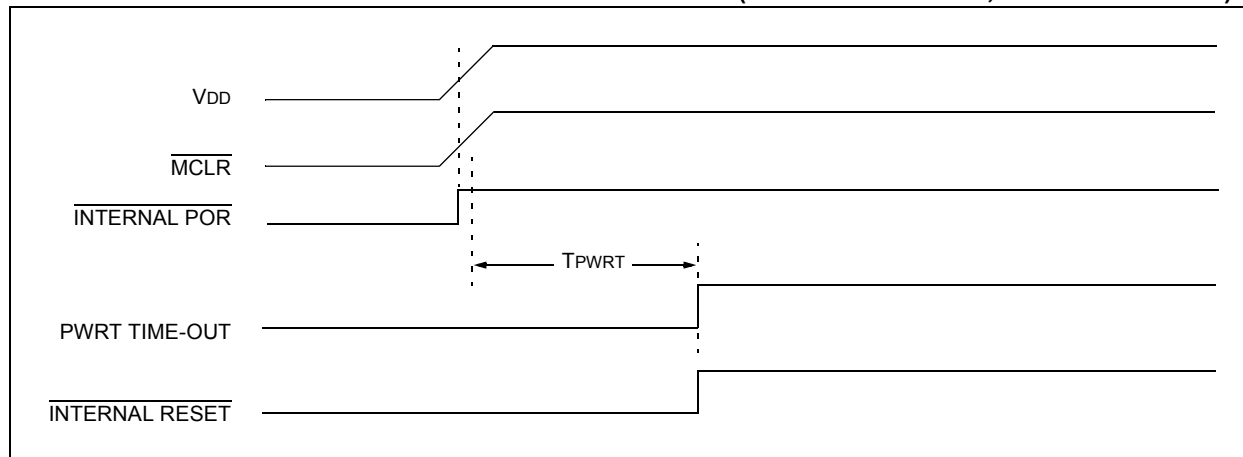 VDD
MCLR
INTERNAL POR
TPWRT
PWRT TIME-OUT
INTERNAL RESET